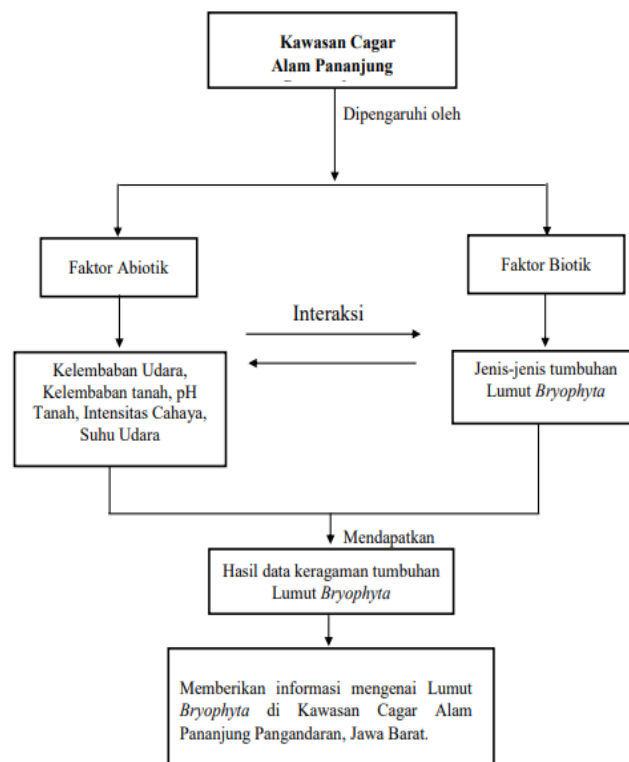 Kawasan Cagar
Alam Pananjung
Dipengaruhi oleh
Faktor Abiotik
Faktor Biotik
Interaksi
Kelembaban Udara,
Kelembaban tanah, pH
Tanah, Intensitas Cahaya,
Suhu Udara
Jenis-jenis tumbuhan
Lumut Bryophyta
Mendapatkan
Hasil data keragaman tumbuhan
Lumut Bryophyta
Memberikan informasi mengenai Lumut
Bryophyta di Kawasan Cagar Alam
Pananjung Pangandaran, Jawa Barat.